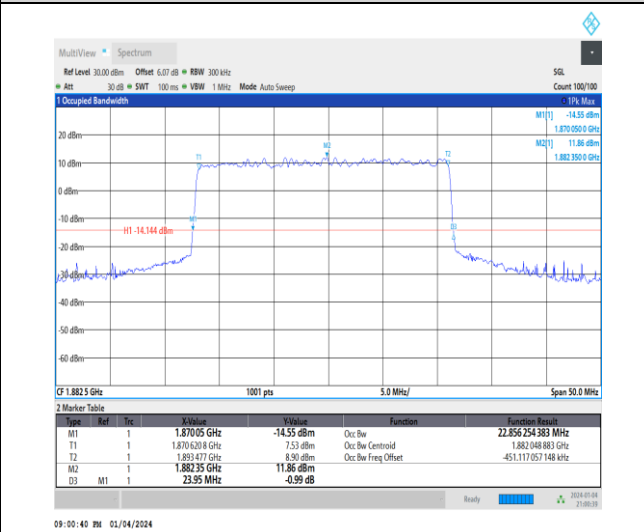 MultiView Spectrum
Ref Level 30.00 dBm Offset 6.07 dB RBW 300 kHz SGL
Att 30 dB SWT 100 ms VBW 1 MHz Mode Auto Sweep Count 100/100
1 Occupied Bandwidth 1Pk Max
M1[1] -14.55 dBm
1.870 050 0 GHz
M2[1] 11.86 dBm
1.882 350 0 GHz
20 dBm
M2
T1
T2
10 dBm
0 dBm
-10 dBm
M1
H1 -14.144 dBm
D3
-20 dBm
-30 dBm
-40 dBm
-50 dBm
-60 dBm
CF 1.882 5 GHz 1001 pts 5.0 MHz/ Span 50.0 MHz
2 Marker Table
Type Ref Trc X-Value Y-Value Function Function Result
M1 1 1.87005 GHz -14.55 dBm Occ Bw 22.856 254 383 MHz
T1 1 1.870 620 8 GHz 7.53 dBm Occ Bw Centroid 1.882 048 883 GHz
T2 1 1.893 477 GHz 8.90 dBm Occ Bw Freq Offset -451.117 057 148 kHz
M2 1 1.88235 GHz 11.86 dBm
D3 M1 1 23.95 MHz -0.99 dB
Ready 2024-01-04
21:00:39
09:00:40 PM 01/04/2024